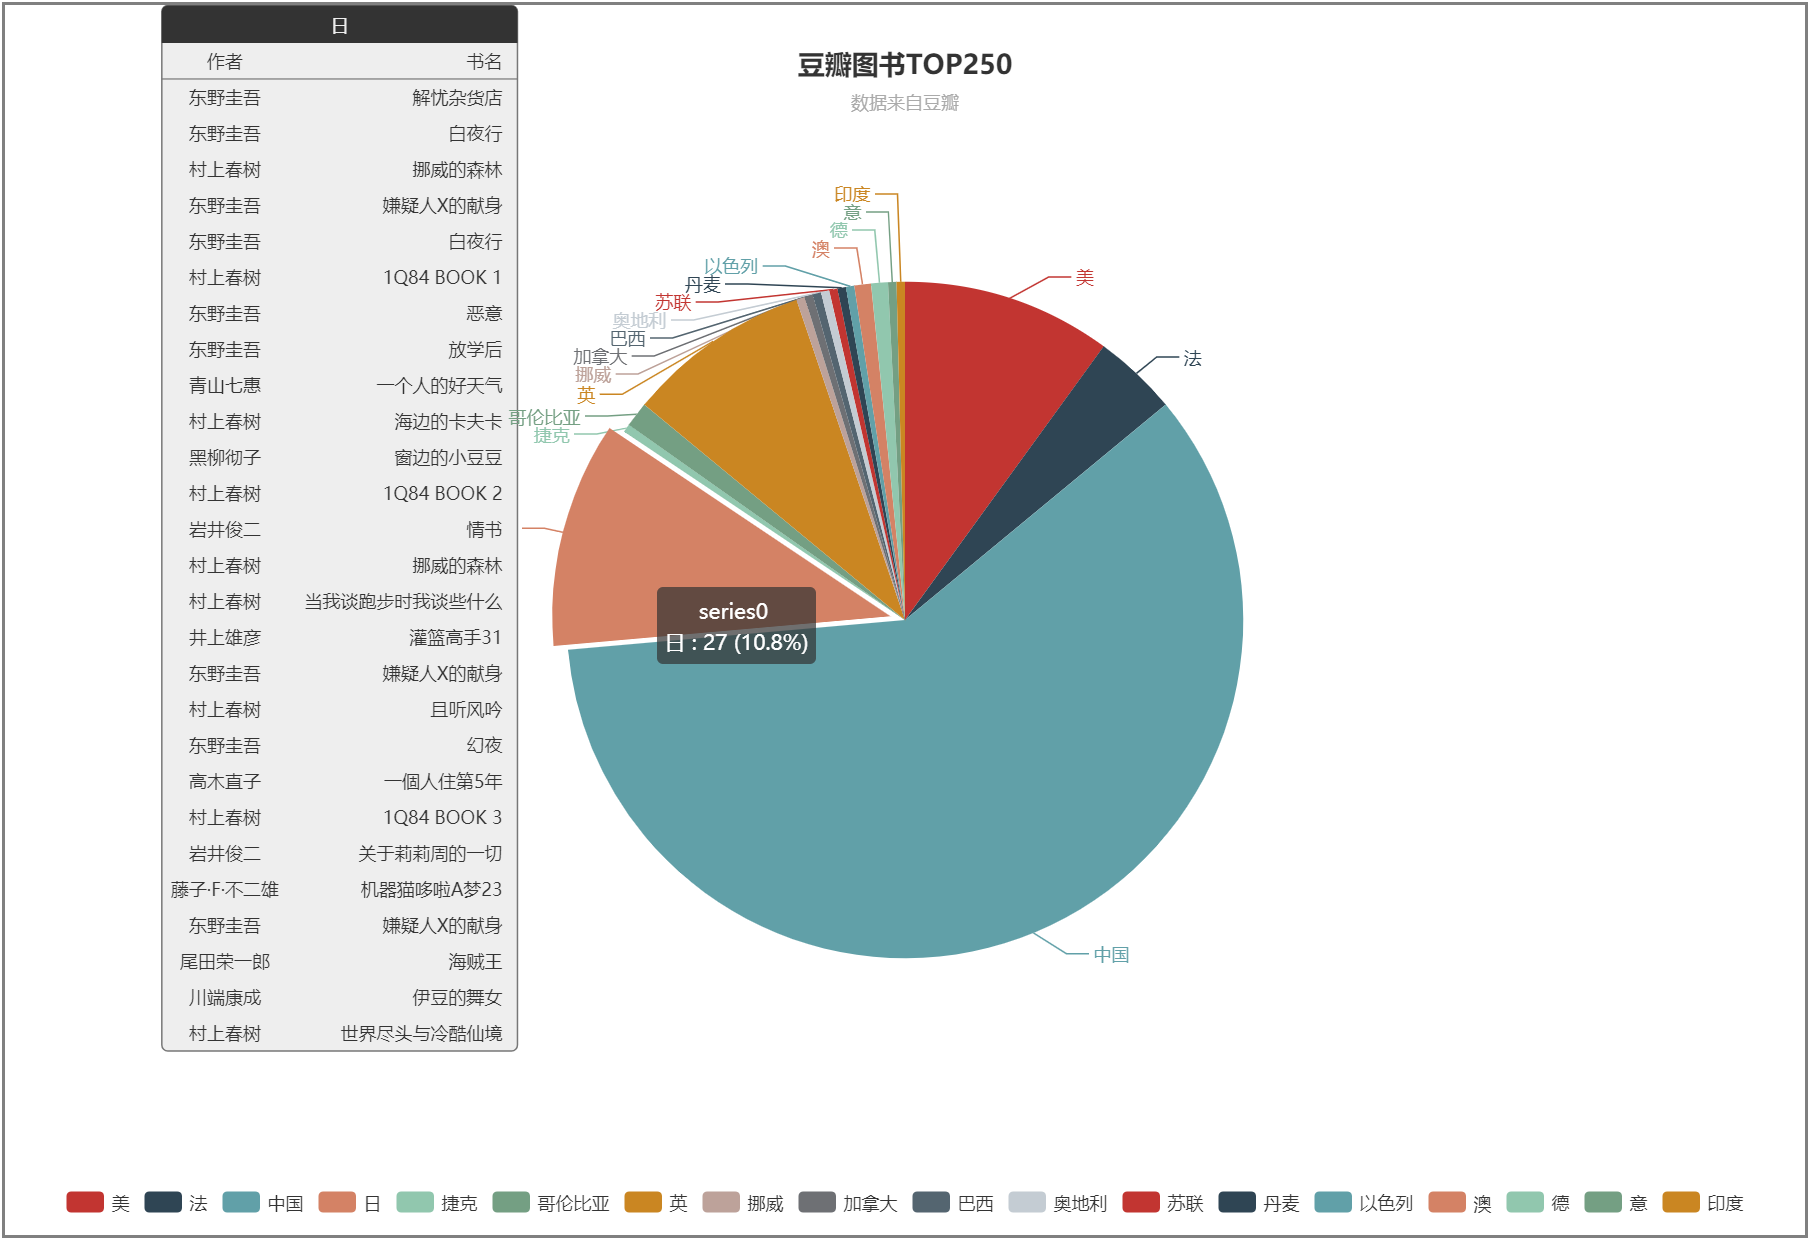 日
作者 书名
东野圭吾 解忧杂货店
东野圭吾 白夜行
村上春树 挪威的森林
东野圭吾 嫌疑人X的献身
东野圭吾 白夜行
村上春树 1Q84 BOOK 1
东野圭吾 恶意
东野圭吾 放学后
青山七惠 一个人的好天气
村上春树 海边的卡夫卡
黑柳彻子 窗边的小豆豆
村上春树 1Q84 BOOK 2
岩井俊二 情书
村上春树 挪威的森林
村上春树 当我谈跑步时我谈些什么
井上雄彦 灌篮高手31
东野圭吾 嫌疑人X的献身
村上春树 且听风吟
东野圭吾 幻夜
高木直子 一個人住第5年
村上春树 1Q84 BOOK 3
岩井俊二 关于莉莉周的一切
藤子·F·不二雄 机器猫哆啦A梦23
东野圭吾 嫌疑人X的献身
尾田荣一郎 海贼王
川端康成 伊豆的舞女
村上春树 世界尽头与冷酷仙境
豆瓣图书TOP250
数据来自豆瓣
印度
意
德
澳
以色列
丹麦
苏联
奥地利
巴西
加拿大
挪威
英
哥伦比亚
捷克
美
法
series0
日 : 27 (10.8%)
中国
美 法 中国 日 捷克 哥伦比亚 英 挪威 加拿大 巴西 奥地利 苏联 丹麦 以色列 澳 德 意 印度